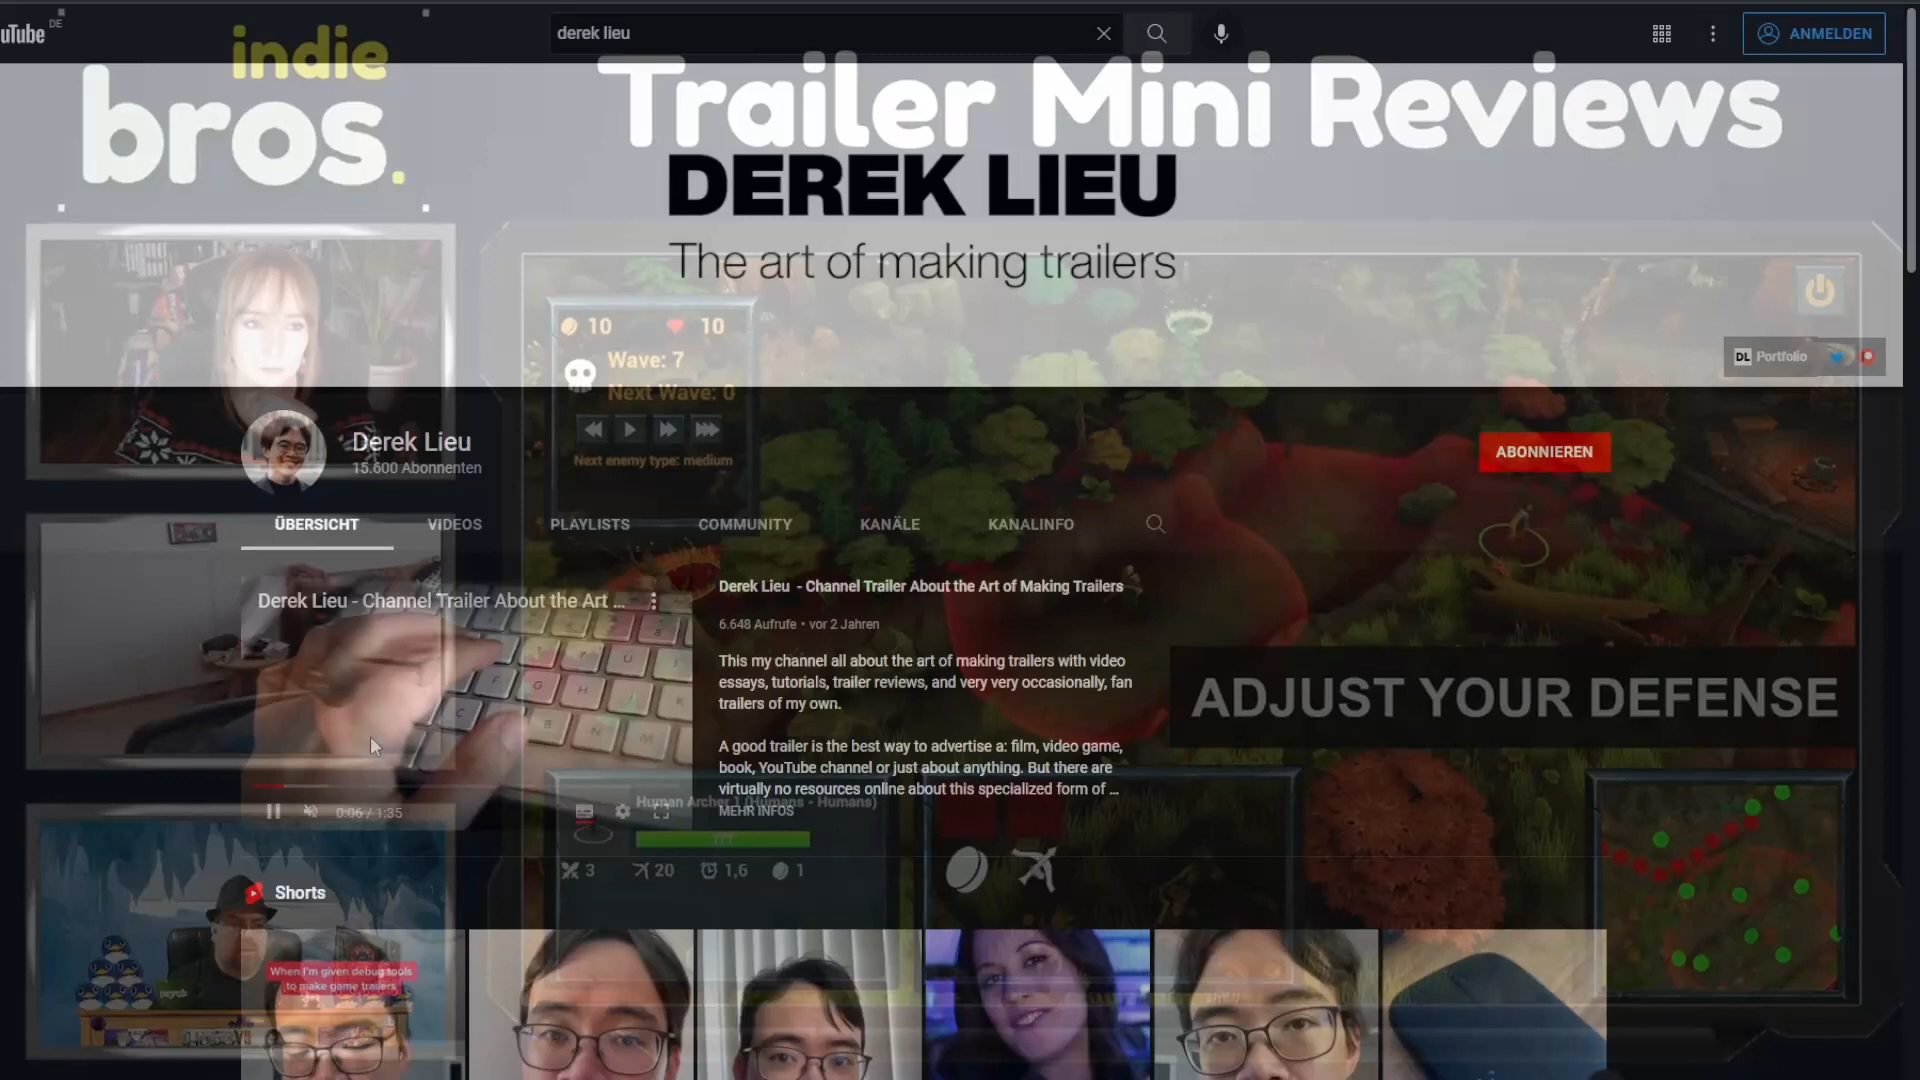 uTube DE
derek lieu
ANMELDEN
indie
bros.
Trailer Mini Reviews
DEREK LIEU
The art of making trailers
DL Portfolio
10 10
Wave: 7
Next Wave: 0
Next enemy type: medium
Derek Lieu
15.600 Abonnenten
ABONNIEREN
ÜBERSICHT VIDEOS PLAYLISTS COMMUNITY KANÄLE KANALINFO
Derek Lieu - Channel Trailer About the Art ...
Derek Lieu - Channel Trailer About the Art of Making Trailers
6.648 Aufrufe • vor 2 Jahren
This my channel all about the art of making trailers with video
essays, tutorials, trailer reviews, and very very occasionally, fan
trailers of my own.
A good trailer is the best way to advertise a: film, video game,
book, YouTube channel or just about anything. But there are
virtually no resources online about this specialized form of ...
MEHR INFOS
ADJUST YOUR DEFENSE
0:06 / 1:35
Human Archer 1 (Humans - Humans)
3 20 1,6 1
Shorts
When I'm given debug tools
to make game trailers